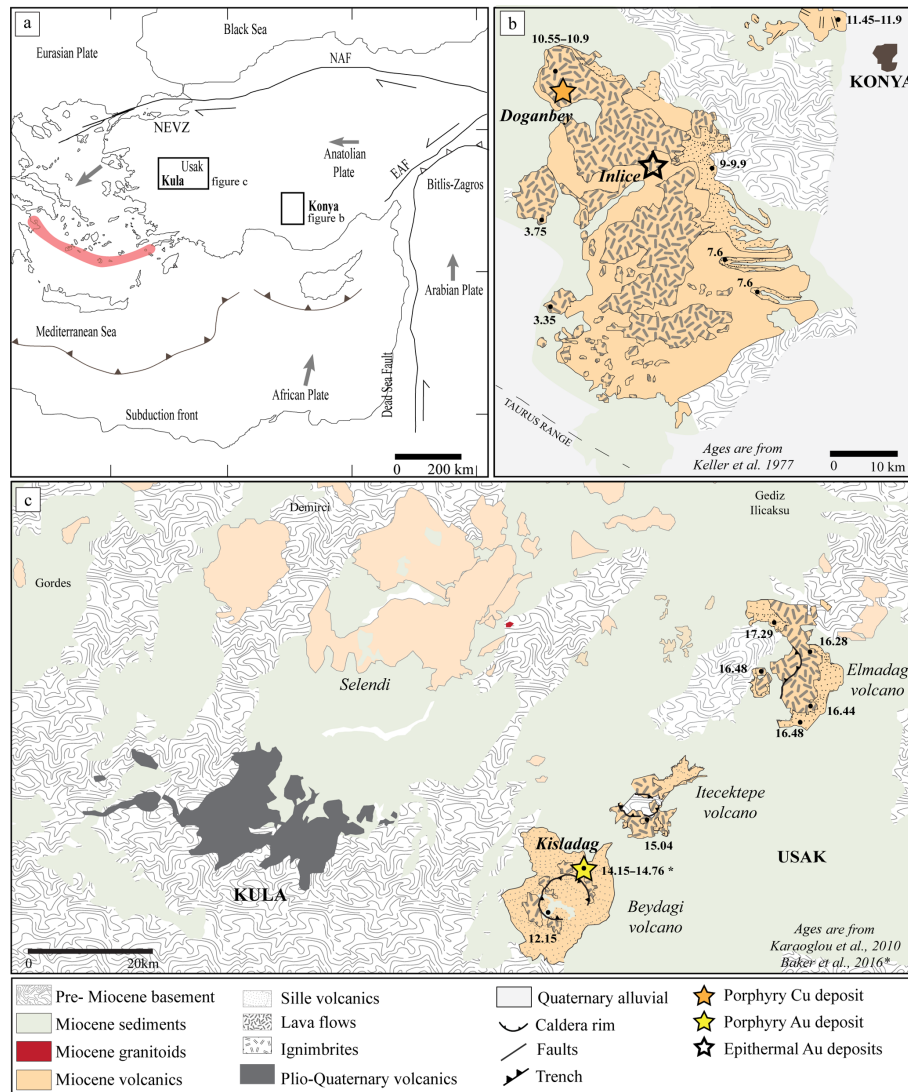 a
Black Sea
Eurasian Plate
NAF
NEVZ
Usak
Kula
figure c
Anatolian
Plate
EAF
Bitlis-Zagros
Konya
figure b
Arabian Plate
Mediterranean Sea
African Plate
Dead Sea Fault
Subduction front
200 km
b
11.45–11.9
10.55–10.9
KONYA
Doganbey
Inlice
9-9.9
3.75
7.6
7.6
3.35
TAURUS RANGE
Ages are from
Keller et al. 1977
10 km
c
Demirci
Gediz
Ilicaksu
Gordes
17.29
16.28
16.48
Elmadag
volcano
Selendi
16.44
16.48
Itecektepe
volcano
15.04
Kisladag
USAK
14.15–14.76 *
KULA
Beydagi
volcano
12.15
20km
Ages are from
Karaoglou et al., 2010
Baker et al., 2016*
Pre- Miocene basement
Miocene sediments
Miocene granitoids
Miocene volcanics
Sille volcanics
Lava flows
Ignimbrites
Plio-Quaternary volcanics
Quaternary alluvial
Caldera rim
Faults
Trench
Porphyry Cu deposit
Porphyry Au deposit
Epithermal Au deposits